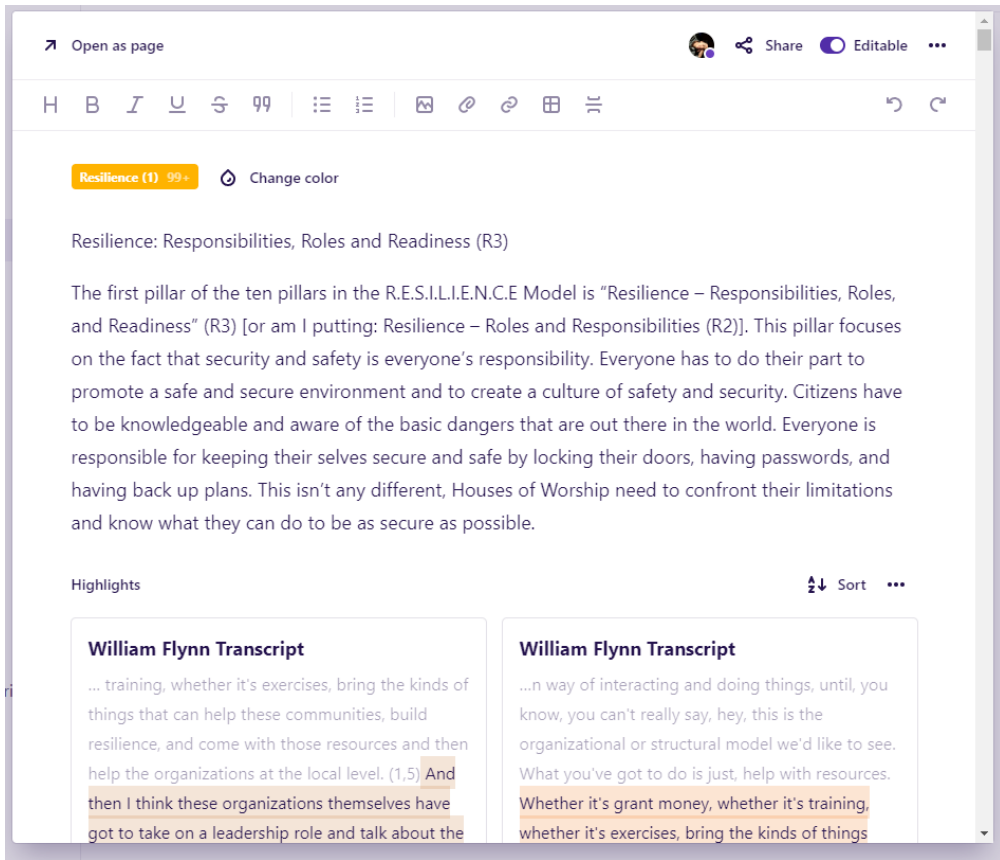 Open as page
Share
Editable
Resilience (1) 99+
Change color
Resilience: Responsibilities, Roles and Readiness (R3)
The first pillar of the ten pillars in the R.E.S.I.L.I.E.N.C.E Model is “Resilience – Responsibilities, Roles,
and Readiness” (R3) [or am I putting: Resilience – Roles and Responsibilities (R2)]. This pillar focuses
on the fact that security and safety is everyone’s responsibility. Everyone has to do their part to
promote a safe and secure environment and to create a culture of safety and security. Citizens have
to be knowledgeable and aware of the basic dangers that are out there in the world. Everyone is
responsible for keeping their selves secure and safe by locking their doors, having passwords, and
having back up plans. This isn’t any different, Houses of Worship need to confront their limitations
and know what they can do to be as secure as possible.
Highlights
Sort
William Flynn Transcript
... training, whether it's exercises, bring the kinds of
things that can help these communities, build
resilience, and come with those resources and then
help the organizations at the local level. (1,5) And
then I think these organizations themselves have
got to take on a leadership role and talk about the
William Flynn Transcript
...n way of interacting and doing things, until, you
know, you can't really say, hey, this is the
organizational or structural model we'd like to see.
What you've got to do is just, help with resources.
Whether it's grant money, whether it's training,
whether it's exercises, bring the kinds of things